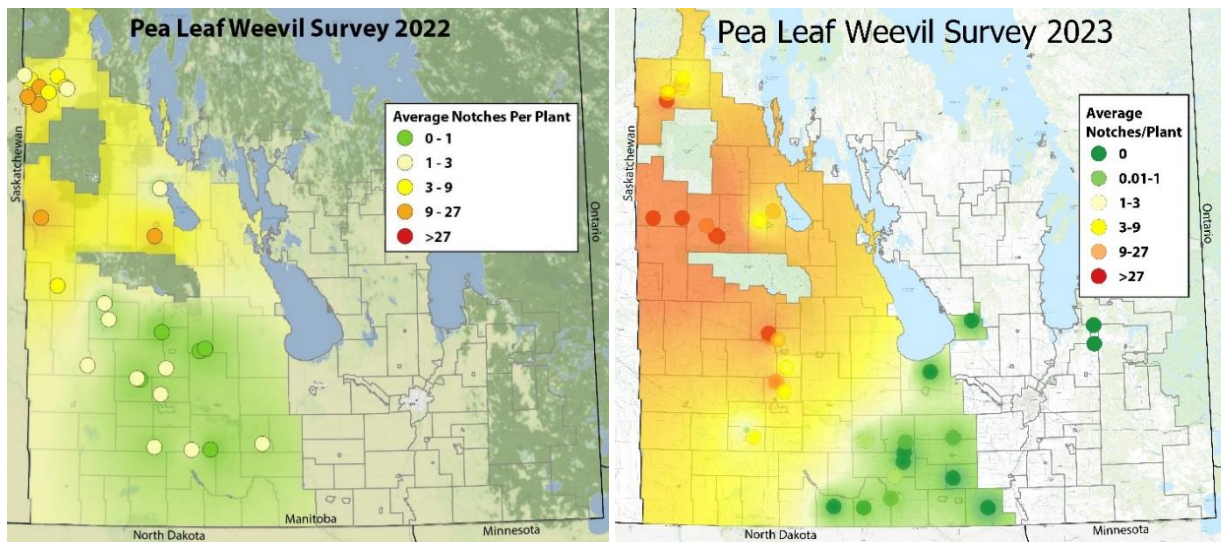 Pea Leaf Weevil Survey 2022
Average Notches Per Plant
0 - 1
1 - 3
3 - 9
9 - 27
>27
Saskatchewan
Ontario
Manitoba
North Dakota
Minnesota
Pea Leaf Weevil Survey 2023
Average
Notches/Plant
0
0.01-1
1-3
3-9
9-27
>27
Saskatchewan
Ontario
North Dakota
Minnesota